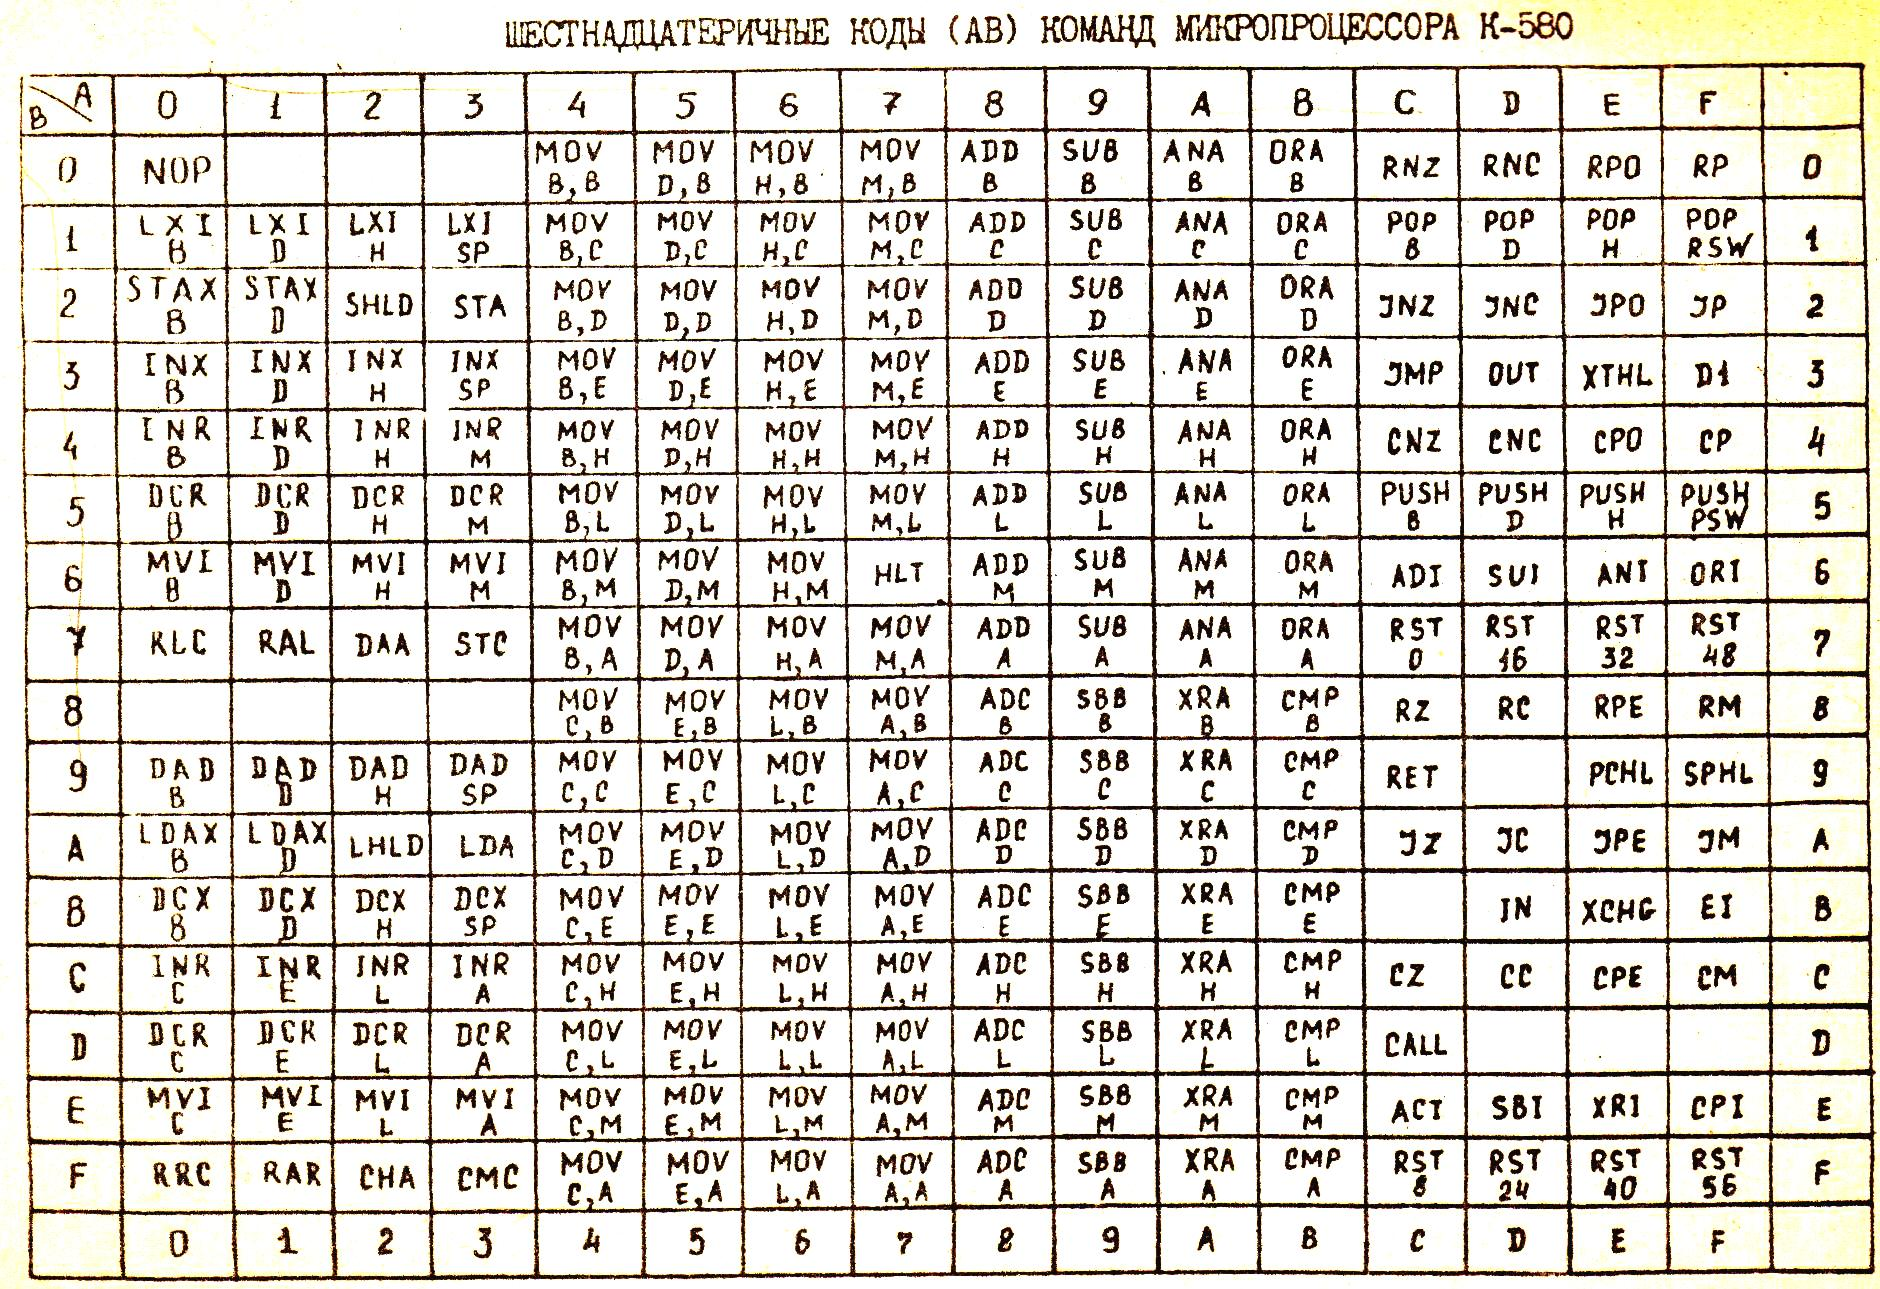 ШЕСТНАДЦАТЕРИЧНЫЕ КОДЫ (АВ) КОМАНД МИКРОПРОЦЕССОРА К-580
B A 0 1 2 3 4 5 6 7 8 9 A B C D E F
0 NOP MOV B,B MOV D,B MOV H,B MOV M,B ADD B SUB B ANA B ORA B RNZ RNC RPO RP 0
1 LXI B LXI D LXI H LXI SP MOV B,C MOV D,C MOV H,C MOV M,C ADD C SUB C ANA C ORA C POP B POP D POP H POP RSW 1
2 STAX B STAX D SHLD STA MOV B,D MOV D,D MOV H,D MOV M,D ADD D SUB D ANA D ORA D JNZ JNC JPO JP 2
3 INX B INX D INX H INX SP MOV B,E MOV D,E MOV H,E MOV M,E ADD E SUB E ANA E ORA E JMP OUT XTHL D1 3
4 INR B INR D INR H INR M MOV B,H MOV D,H MOV H,H MOV M,H ADD H SUB H ANA H ORA H CNZ CNC CPO CP 4
5 DCR B DCR D DCR H DCR M MOV B,L MOV D,L MOV H,L MOV M,L ADD L SUB L ANA L ORA L PUSH B PUSH D PUSH H PUSH PSW 5
6 MVI B MVI D MVI H MVI M MOV B,M MOV D,M MOV H,M HLT ADD M SUB M ANA M ORA M ADI SUI ANI ORI 6
7 KLC RAL DAA STC MOV B,A MOV D,A MOV H,A MOV M,A ADD A SUB A ANA A ORA A RST 0 RST 16 RST 32 RST 48 7
8 MOV C,B MOV E,B MOV L,B MOV A,B ADC B SBB B XRA B CMP B RZ RC RPE RM 8
9 DAD B DAD D DAD H DAD SP MOV C,C MOV E,C MOV L,C MOV A,C ADC C SBB C XRA C CMP C RET PCHL SPHL 9
A LDAX B LDAX D LHLD LDA MOV C,D MOV E,D MOV L,D MOV A,D ADC D SBB D XRA D CMP D JZ JC JPE JM A
B DCX B DCX D DCX H DCX SP MOV C,E MOV E,E MOV L,E MOV A,E ADC E SBB E XRA E CMP E IN XCHG EI B
C INR C INR E INR L INR A MOV C,H MOV E,H MOV L,H MOV A,H ADC H SBB H XRA H CMP H CZ CC CPE CM C
D DCR C DCR E DCR L DCR A MOV C,L MOV E,L MOV L,L MOV A,L ADC L SBB L XRA L CMP L CALL D
E MVI C MVI E MVI L MVI A MOV C,M MOV E,M MOV L,M MOV A,M ADC M SBB M XRA M CMP M ACI SBI XRI CPI E
F RRC RAR CHA CMC MOV C,A MOV E,A MOV L,A MOV A,A ADC A SBB A XRA A CMP A RST 8 RST 24 RST 40 RST 56 F
0 1 2 3 4 5 6 7 8 9 A B C D E F